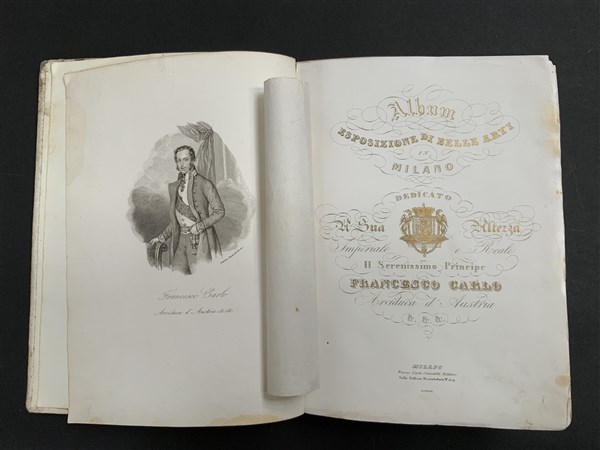 Francesco Carlo
Arciduca d'Austria
Album
ESPOSIZIONE DI BELLE ARTI
IN
MILANO
DEDICATO
A Sua Altezza
Imperiale e Reale
Il Serenissimo Principe
FRANCESCO CARLO
Arciduca d'Austria
&. &. &.
MILANO